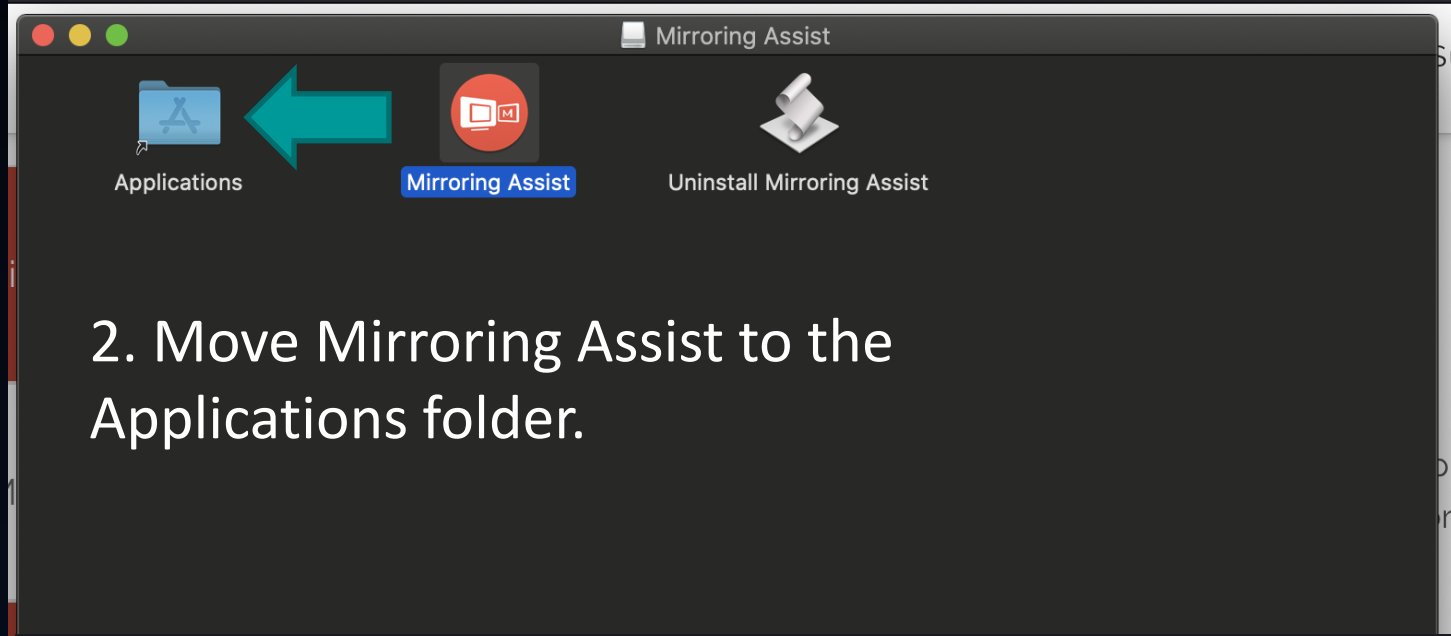 Mirroring Assist
M
Applications
Mirroring Assist
Uninstall Mirroring Assist
2. Move Mirroring Assist to the
Applications folder.